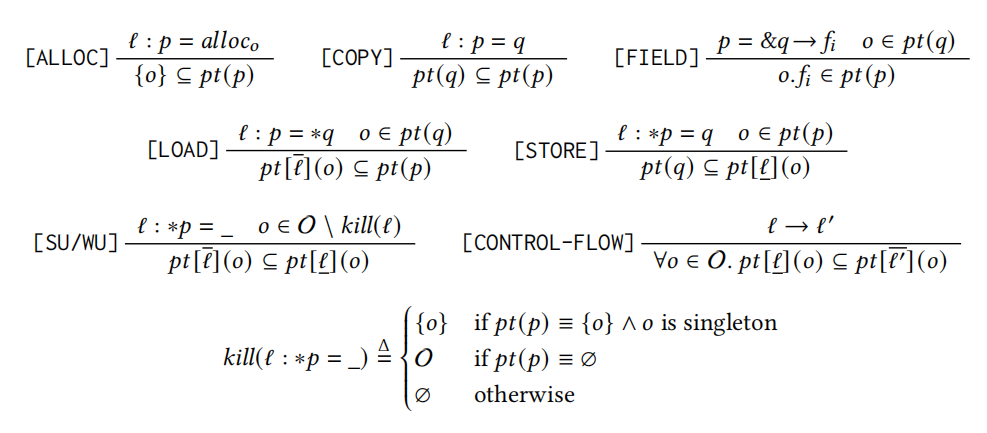 [ALLOC] ℓ : p = alloc_o / {o} ⊆ pt(p) [COPY] ℓ : p = q / pt(q) ⊆ pt(p) [FIELD] p = &q→f_i o ∈ pt(q) / o.f_i ∈ pt(p)
[LOAD] ℓ : p = ∗q o ∈ pt(q) / pt[ℓ̅](o) ⊆ pt(p) [STORE] ℓ : ∗p = q o ∈ pt(p) / pt(q) ⊆ pt[ℓ̲](o)
[SU/WU] ℓ : ∗p = _ o ∈ 𝒪 \ kill(ℓ) / pt[ℓ̅](o) ⊆ pt[ℓ̲](o) [CONTROL-FLOW] ℓ → ℓ′ / ∀o ∈ 𝒪. pt[ℓ̲](o) ⊆ pt[ℓ̅′](o)
kill(ℓ : ∗p = _) ≜ { {o} if pt(p) ≡ {o} ∧ o is singleton
𝒪 if pt(p) ≡ ∅
∅ otherwise